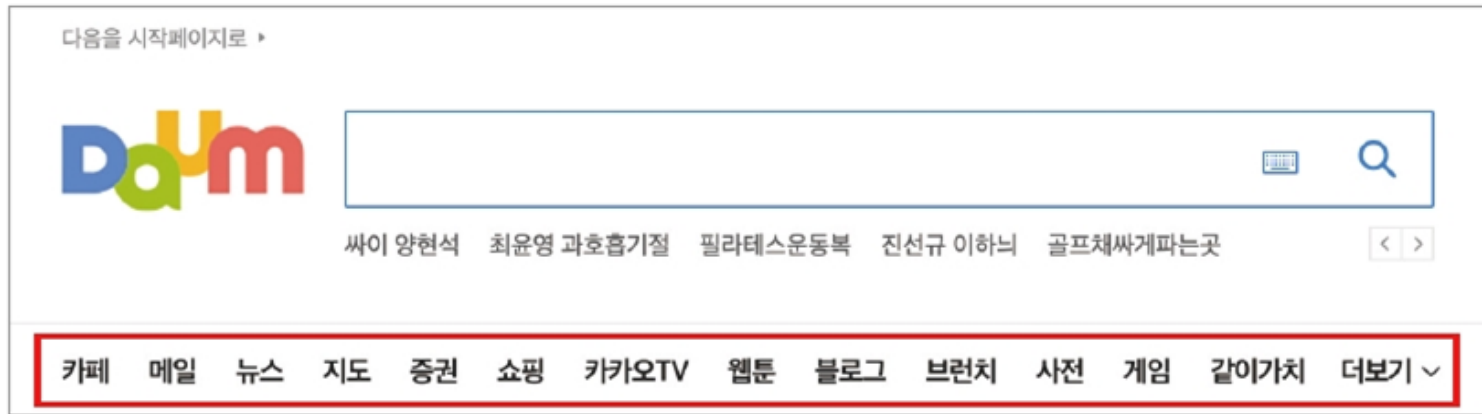 다음을 시작페이지로
Daum
싸이 양현석 최윤영 과호흡기절 필라테스운동복 진선규 이하늬 골프채싸게파는곳
카페 메일 뉴스 지도 증권 쇼핑 카카오TV 웹툰 블로그 브런치 사전 게임 같이가치 더보기